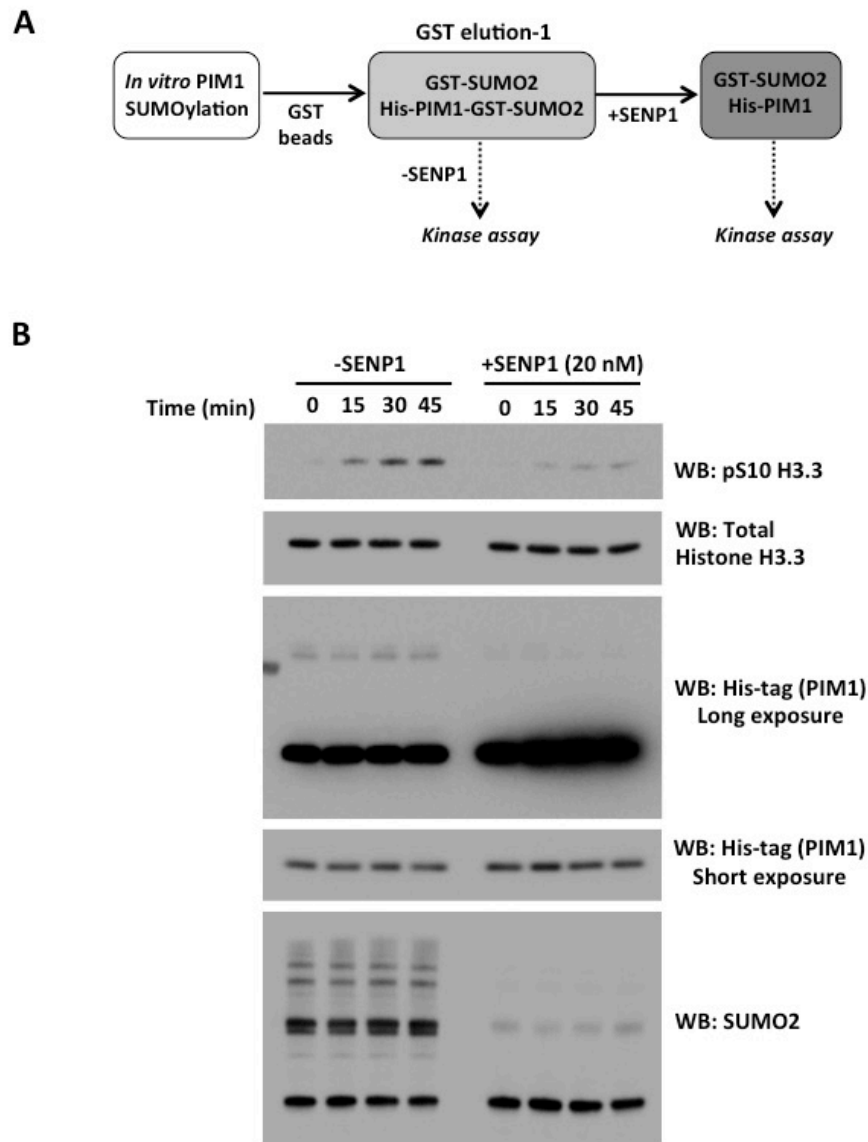 A
GST elution-1
In vitro PIM1
SUMOylation
GST
beads
GST-SUMO2
His-PIM1-GST-SUMO2
+SENP1
GST-SUMO2
His-PIM1
-SENP1
Kinase assay
Kinase assay
B
-SENP1
+SENP1 (20 nM)
Time (min) 0 15 30 45 0 15 30 45
WB: pS10 H3.3
WB: Total
Histone H3.3
WB: His-tag (PIM1)
Long exposure
WB: His-tag (PIM1)
Short exposure
WB: SUMO2